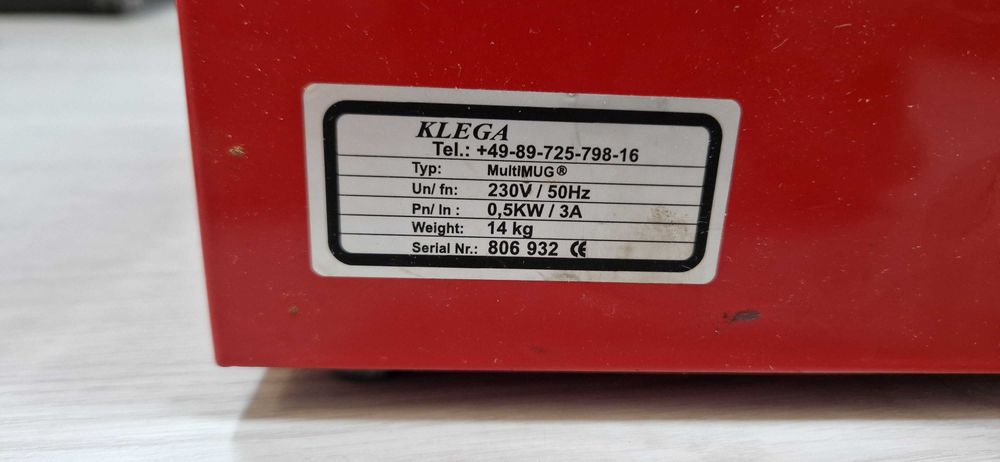 KLEGA
Tel.: +49-89-725-798-16
Typ: MultiMUG®
Un/ fn: 230V / 50Hz
Pn/ In : 0,5KW / 3A
Weight: 14 kg
Serial Nr.: 806 932 CE